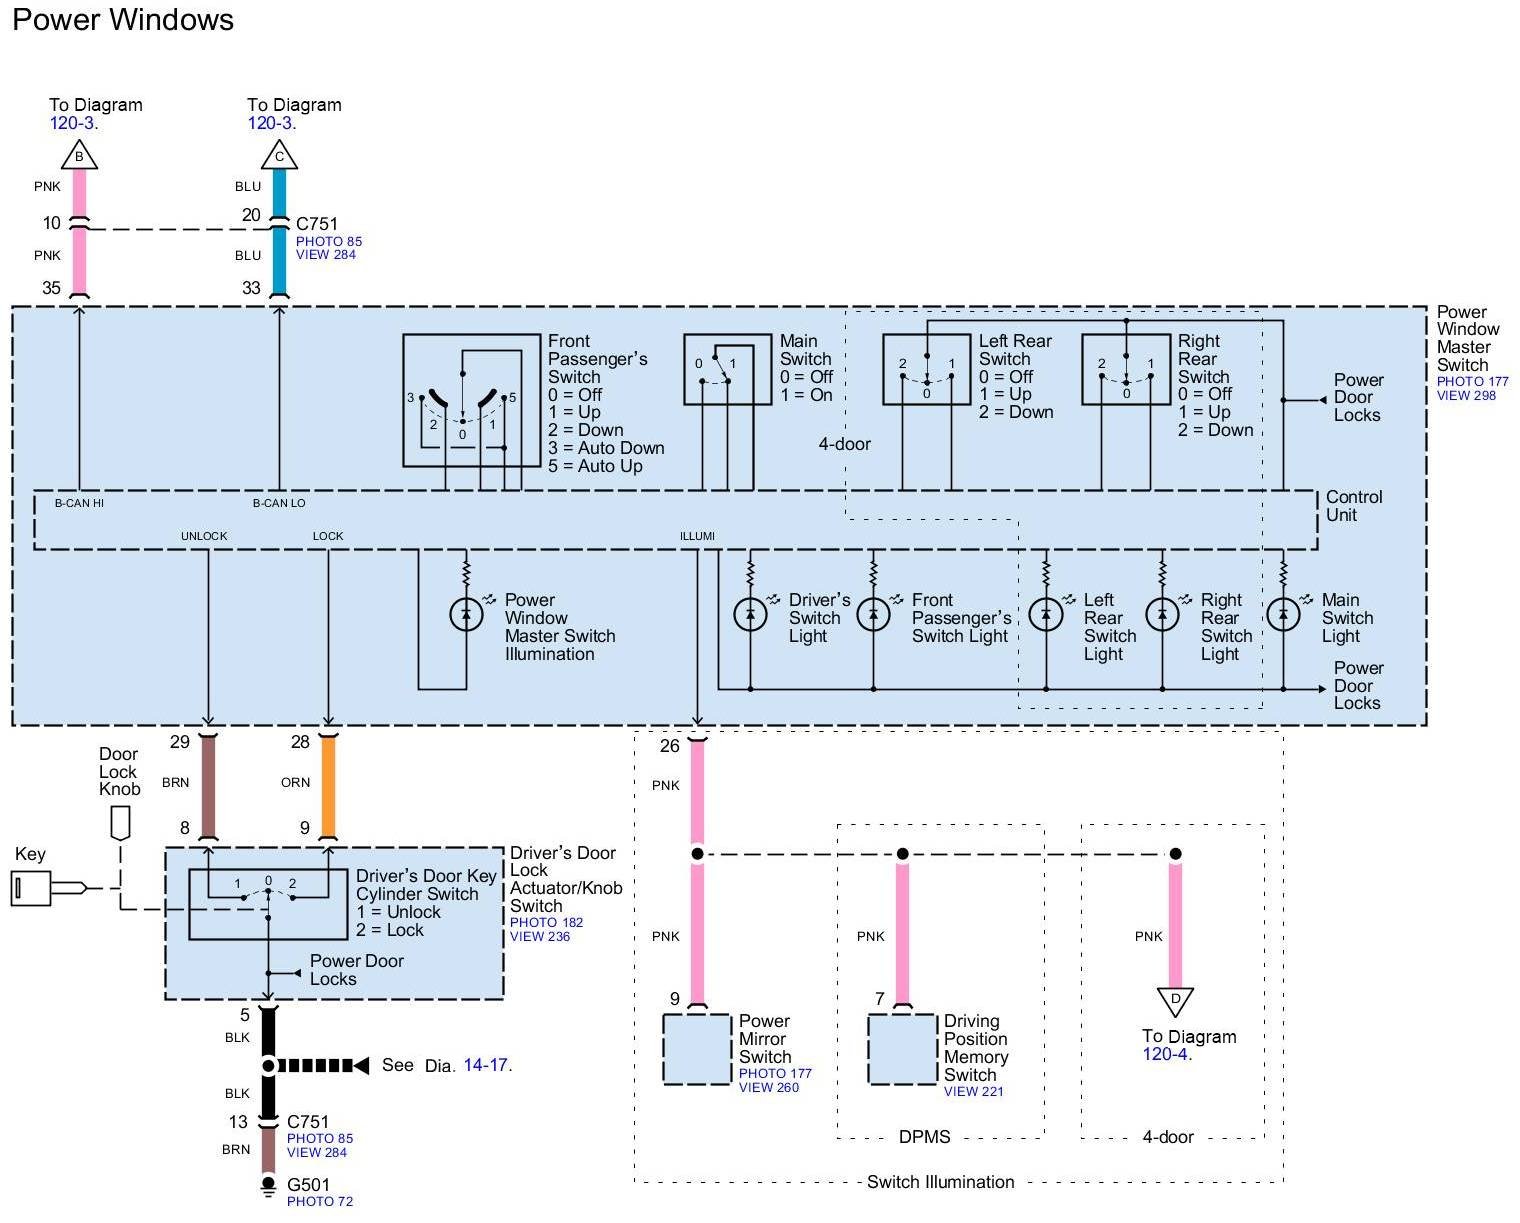 Power Windows
To Diagram
120-3.
To Diagram
120-3.
B
C
PNK
BLU
10
20
C751
PHOTO 85
VIEW 284
PNK
BLU
35
33
Power
Window
Master
Switch
PHOTO 177
VIEW 298
Front
Passenger's
Switch
0 = Off
1 = Up
2 = Down
3 = Auto Down
5 = Auto Up
3
2
0
1
5
Main
Switch
0 = Off
1 = On
0
1
Left Rear
Switch
0 = Off
1 = Up
2 = Down
2
1
0
Right
Rear
Switch
0 = Off
1 = Up
2 = Down
2
1
0
Power
Door
Locks
4-door
B-CAN HI
B-CAN LO
Control
Unit
UNLOCK
LOCK
ILLUMI
Power
Window
Master Switch
Illumination
Driver's
Switch
Light
Front
Passenger's
Switch Light
Left
Rear
Switch
Light
Right
Rear
Switch
Light
Main
Switch
Light
Power
Door
Locks
29
28
26
Door
Lock
Knob
BRN
ORN
PNK
8
9
Key
Driver's Door
Lock
Actuator/Knob
Switch
PHOTO 182
VIEW 236
1
0
2
Driver's Door Key
Cylinder Switch
1 = Unlock
2 = Lock
Power Door
Locks
PNK
PNK
PNK
9
7
D
5
BLK
Power
Mirror
Switch
PHOTO 177
VIEW 260
Driving
Position
Memory
Switch
VIEW 221
To Diagram
120-4.
See Dia. 14-17.
BLK
13
C751
PHOTO 85
VIEW 284
BRN
DPMS
4-door
G501
PHOTO 72
Switch Illumination